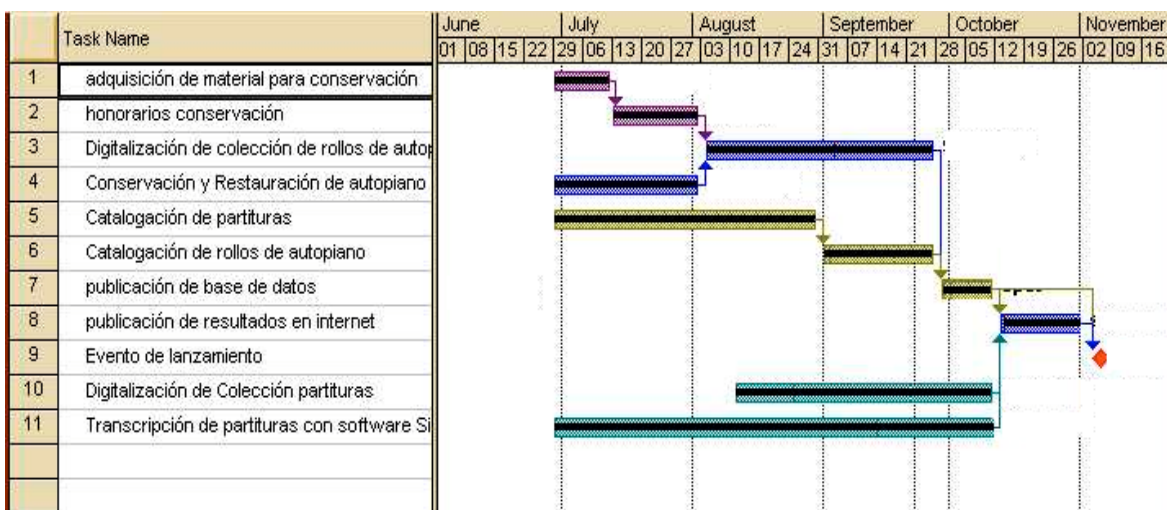 Task Name
June July August September October November
01 08 15 22 29 06 13 20 27 03 10 17 24 31 07 14 21 28 05 12 19 26 02 09 16
1 adquisición de material para conservación
2 honorarios conservación
3 Digitalización de colección de rollos de autop
4 Conservación y Restauración de autopiano
5 Catalogación de partituras
6 Catalogación de rollos de autopiano
7 publicación de base de datos
8 publicación de resultados en internet
9 Evento de lanzamiento
10 Digitalización de Colección partituras
11 Transcripción de partituras con software Si